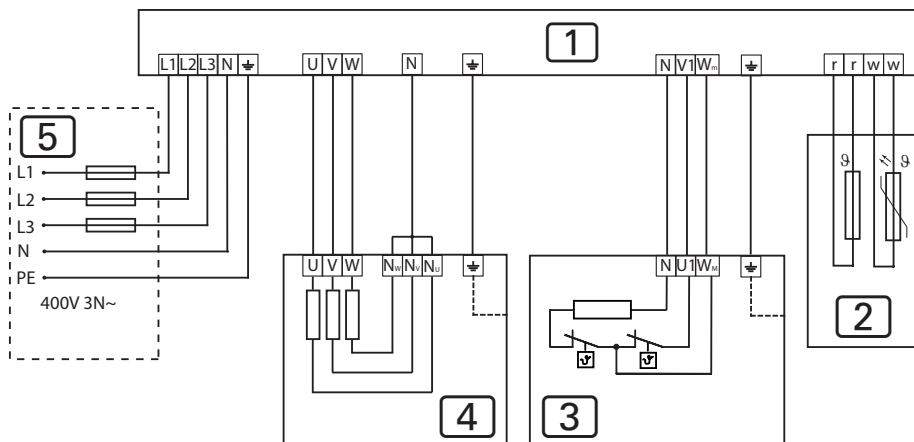 1
L1 L2 L3 N ⏚ U V W N ⏚ N V1 Wm ⏚ r r w w
5
L1
L2
L3
N
PE
400V 3N~
ϑ ϑ
U V W NW NV NU ⏚ N U1 WM ⏚
2
ϑ ϑ
4
3